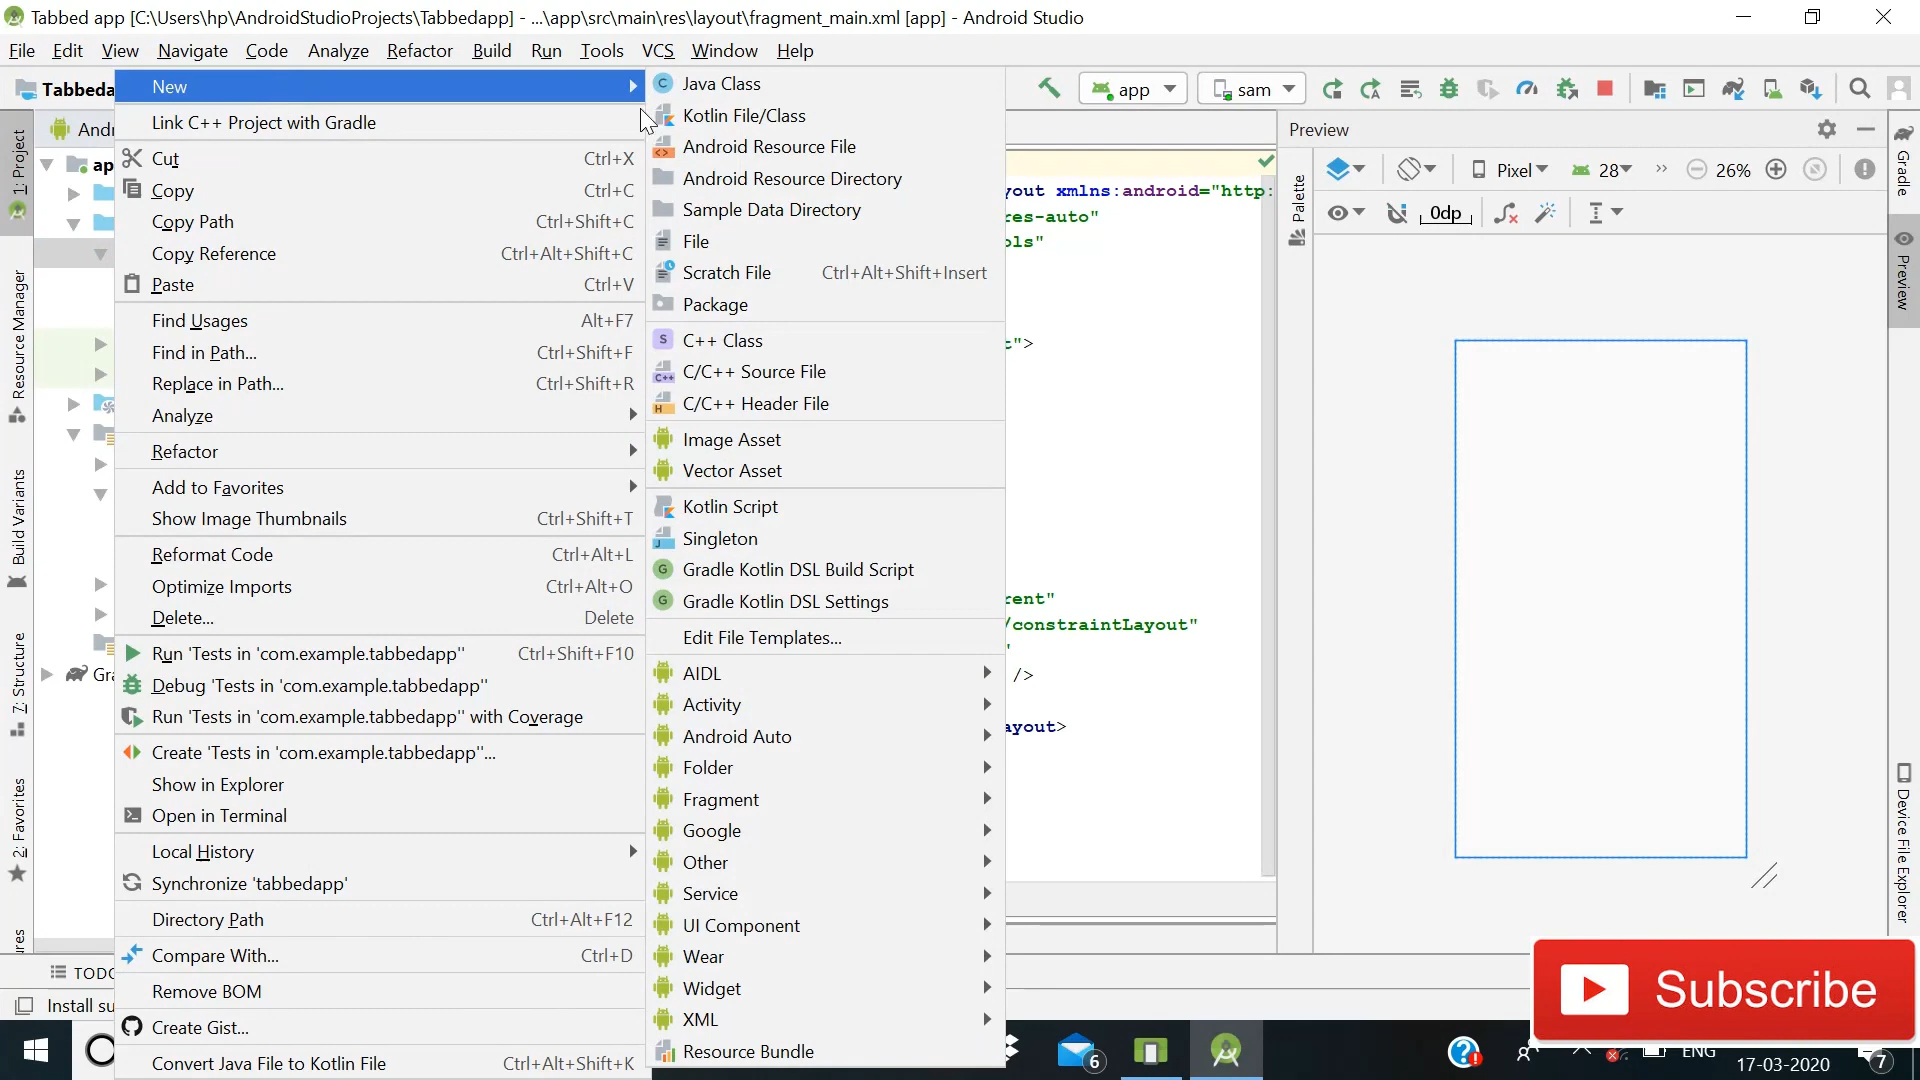 Tabbed app [C:\Users\hp\AndroidStudioProjects\Tabbedapp] - ...\app\src\main\res\layout\fragment_main.xml [app] - Android Studio
File Edit View Navigate Code Analyze Refactor Build Run Tools VCS Window Help
Tabbeda
app
sam
New
Link C++ Project with Gradle
Cut Ctrl+X
Copy Ctrl+C
Copy Path Ctrl+Shift+C
Copy Reference Ctrl+Alt+Shift+C
Paste Ctrl+V
Find Usages Alt+F7
Find in Path... Ctrl+Shift+F
Replace in Path... Ctrl+Shift+R
Analyze
Refactor
Add to Favorites
Show Image Thumbnails Ctrl+Shift+T
Reformat Code Ctrl+Alt+L
Optimize Imports Ctrl+Alt+O
Delete... Delete
Run 'Tests in 'com.example.tabbedapp'' Ctrl+Shift+F10
Debug 'Tests in 'com.example.tabbedapp''
Run 'Tests in 'com.example.tabbedapp'' with Coverage
Create 'Tests in 'com.example.tabbedapp''...
Show in Explorer
Open in Terminal
Local History
Synchronize 'tabbedapp'
Directory Path Ctrl+Alt+F12
Compare With... Ctrl+D
Remove BOM
Create Gist...
Convert Java File to Kotlin File Ctrl+Alt+Shift+K
Java Class
Kotlin File/Class
Android Resource File
Android Resource Directory
Sample Data Directory
File
Scratch File Ctrl+Alt+Shift+Insert
Package
C++ Class
C/C++ Source File
C/C++ Header File
Image Asset
Vector Asset
Kotlin Script
Singleton
Gradle Kotlin DSL Build Script
Gradle Kotlin DSL Settings
Edit File Templates...
AIDL
Activity
Android Auto
Folder
Fragment
Google
Other
Service
UI Component
Wear
Widget
XML
Resource Bundle
1: Project
Resource Manager
Build Variants
7: Structure
2: Favorites
res
Andr
ap
Gra
TODO
Install su
yout xmlns:android="http:
res-auto"
ols"
t">
rent"
/constraintLayout"
"
/>
ayout>
Preview
Palette
Pixel
28
26%
0dp
Gradle
Preview
Device File Explorer
Subscribe
6
ENG
17-03-2020
7